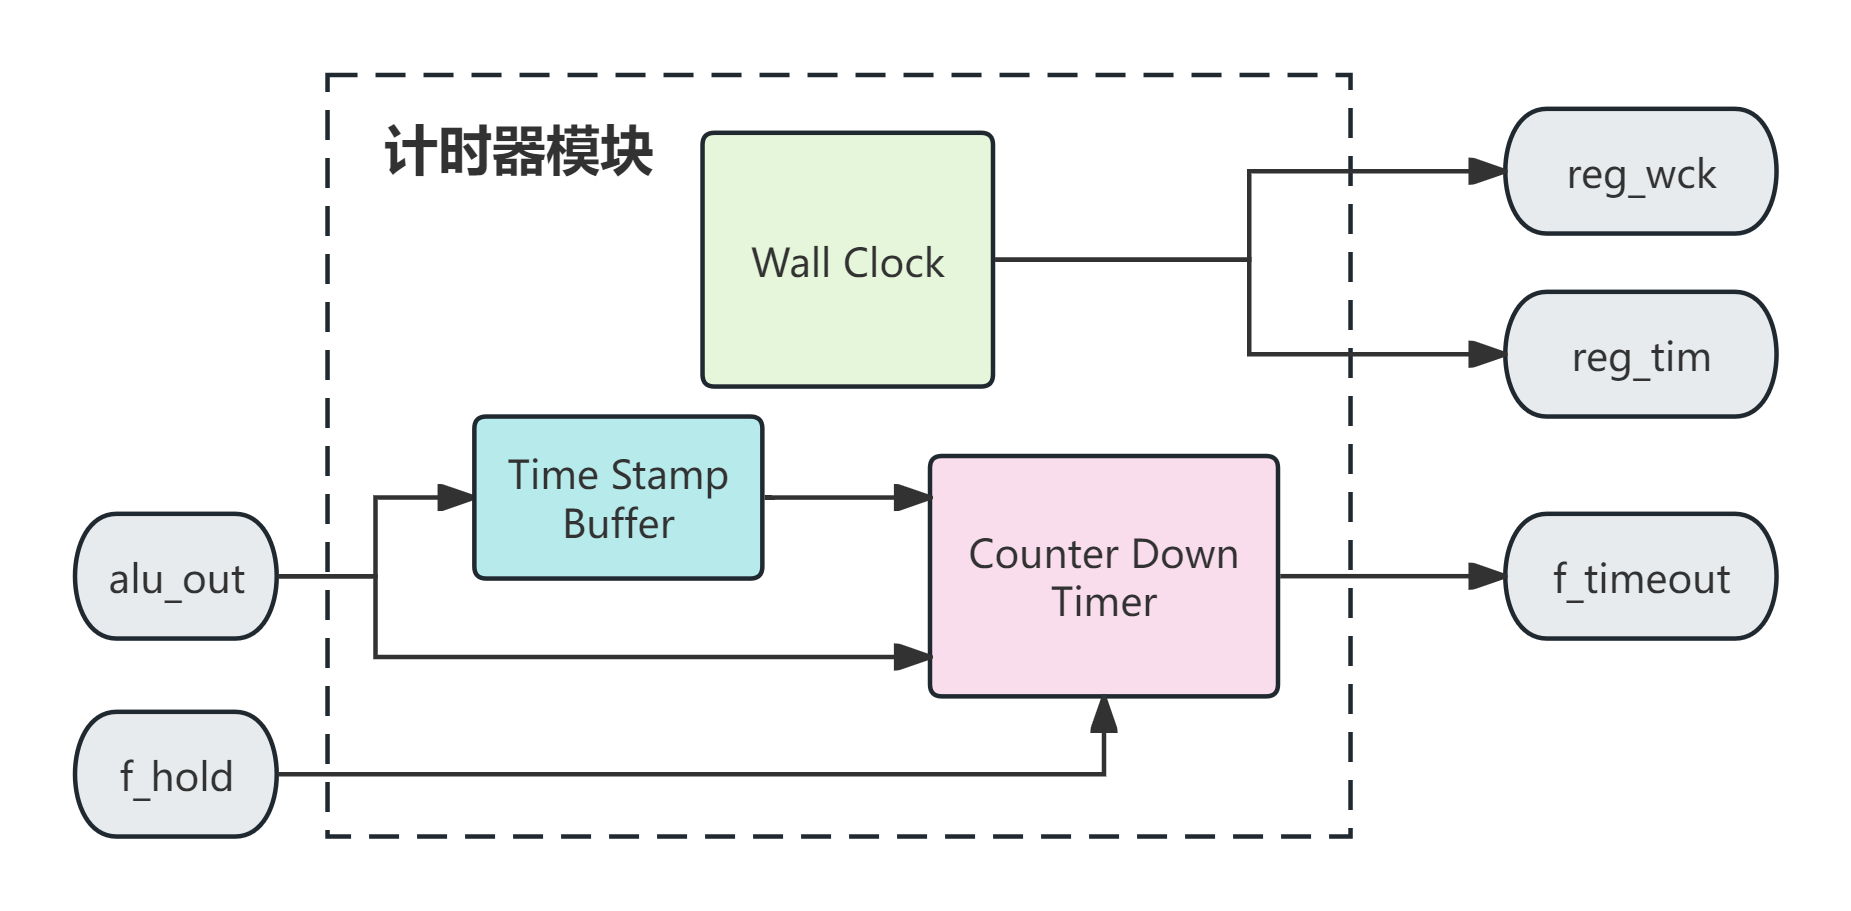 计时器模块
Wall Clock
reg_wck
reg_tim
Time Stamp
Buffer
Counter Down
Timer
alu_out
f_timeout
f_hold